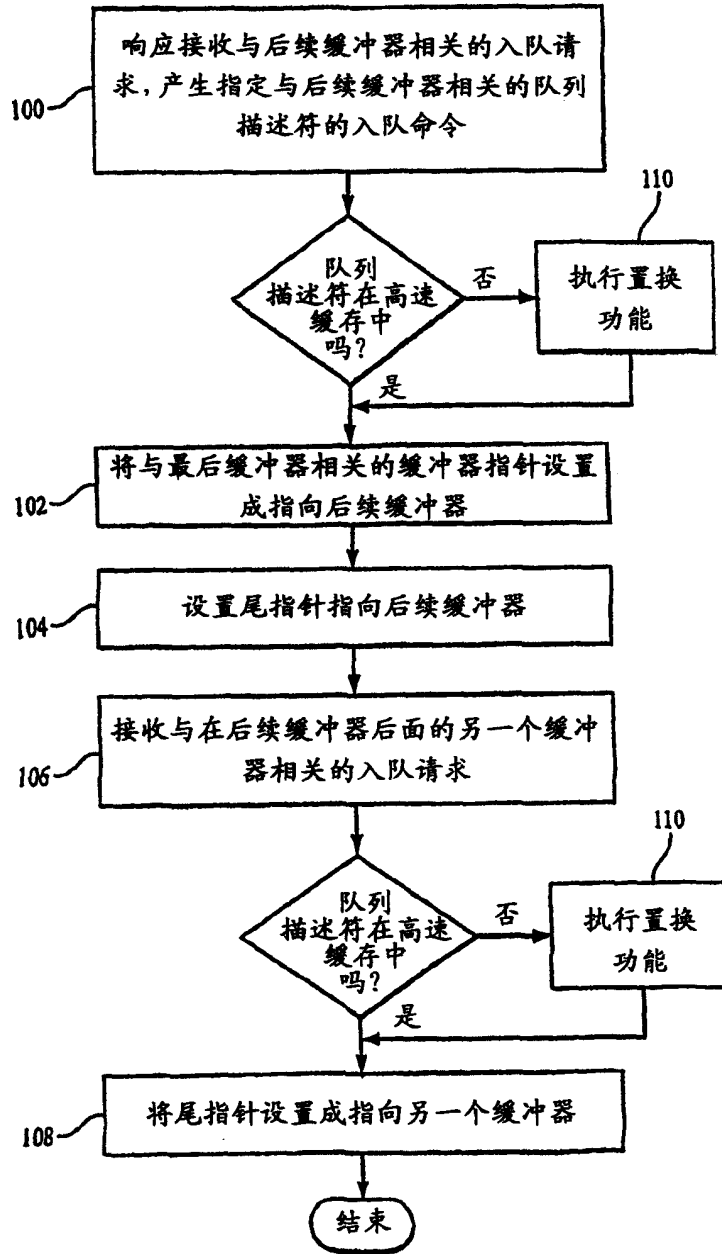 响应接收与后续缓冲器相关的入队请
求,产生指定与后续缓冲器相关的队列
描述符的入队命令
100
队列
描述符在高速
缓存中
吗?
否
110
执行置换
功能
是
将与最后缓冲器相关的缓冲器指针设置
成指向后续缓冲器
102
设置尾指针指向后续缓冲器
104
接收与在后续缓冲器后面的另一个缓冲
器相关的入队请求
106
队列
描述符在高速
缓存中
吗?
否
110
执行置换
功能
是
将尾指针设置成指向另一个缓冲器
108
结束